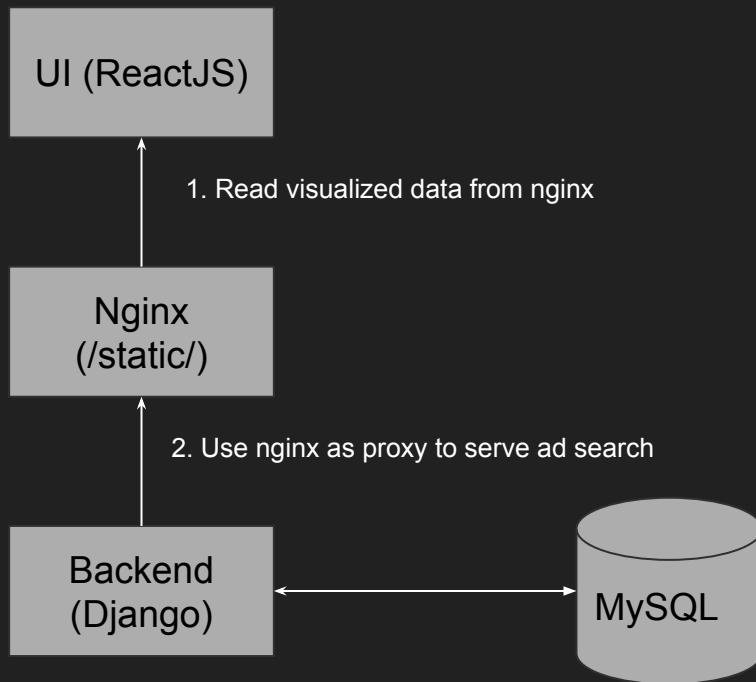 UI (ReactJS)
1. Read visualized data from nginx
Nginx
(/static/)
2. Use nginx as proxy to serve ad search
Backend
(Django)
MySQL